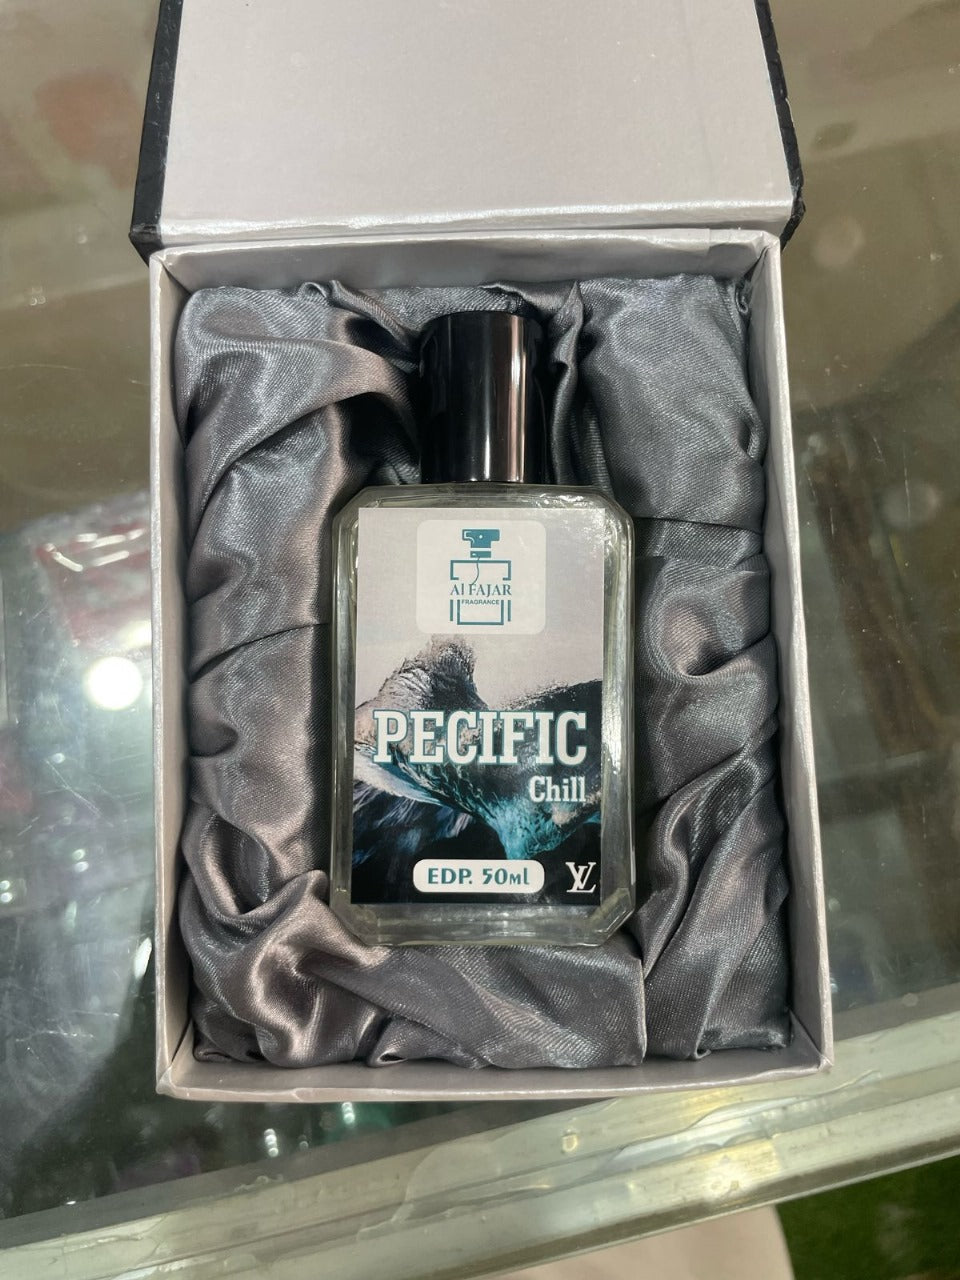 Al FAJAR
FRAGRANCE
PECIFIC
Chill
EDP. 50ML
LV